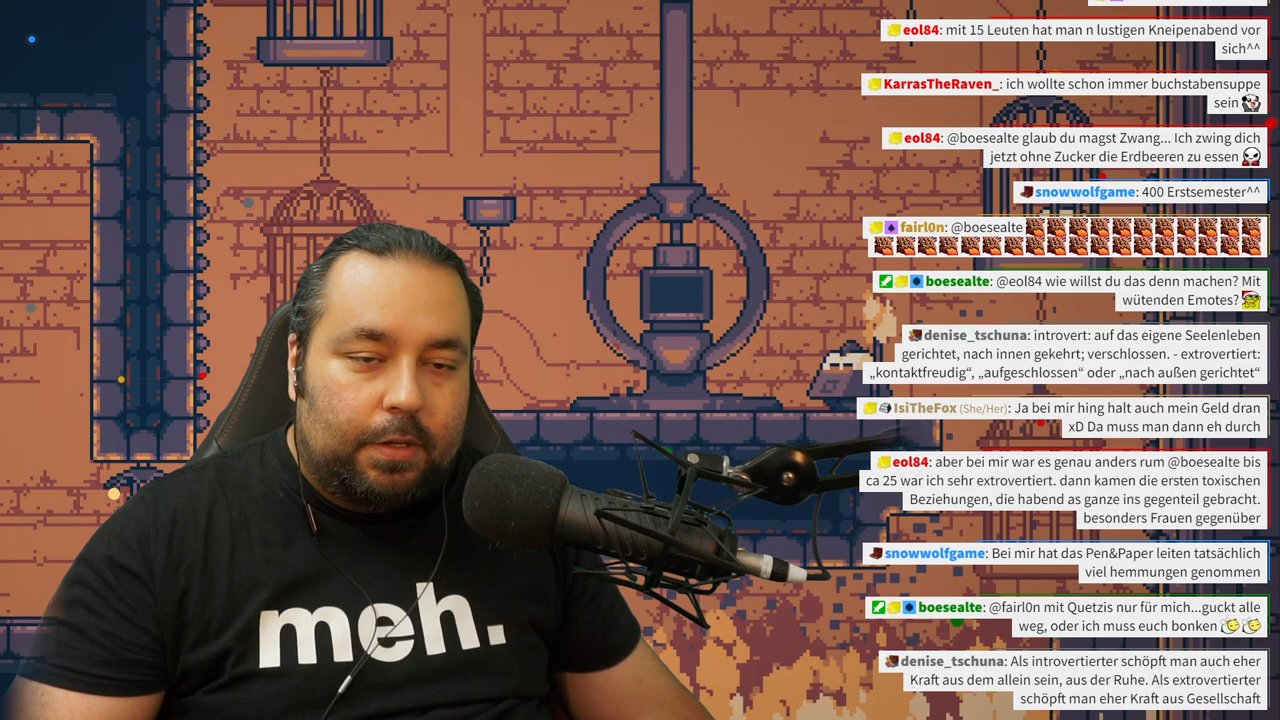 eol84: mit 15 Leuten hat man n lustigen Kneipenabend vor
sich^^
KarrasTheRaven_: ich wollte schon immer buchstabensuppe
sein
eol84: @boesealte glaub du magst Zwang... Ich zwing dich
jetzt ohne Zucker die Erdbeeren zu essen
snowwolfgame: 400 Erstsemester^^
fairl0n: @boesealte
boesealte: @eol84 wie willst du das denn machen? Mit
wütenden Emotes?
denise_tschuna: introvert: auf das eigene Seelenleben
gerichtet, nach innen gekehrt; verschlossen. - extrovertiert:
„kontaktfreudig“, „aufgeschlossen“ oder „nach außen gerichtet“
IsiTheFox (She/Her): Ja bei mir hing halt auch mein Geld dran
xD Da muss man dann eh durch
eol84: aber bei mir war es genau anders rum @boesealte bis
ca 25 war ich sehr extrovertiert. dann kamen die ersten toxischen
Beziehungen, die habend as ganze ins gegenteil gebracht.
besonders Frauen gegenüber
snowwolfgame: Bei mir hat das Pen&Paper leiten tatsächlich
viel hemmungen genommen
boesealte: @fairl0n mit Quetzis nur für mich...guckt alle
weg, oder ich muss euch bonken
denise_tschuna: Als introvertierter schöpft man auch eher
Kraft aus dem allein sein, aus der Ruhe. Als extrovertierter
schöpft man eher Kraft aus Gesellschaft
meh.